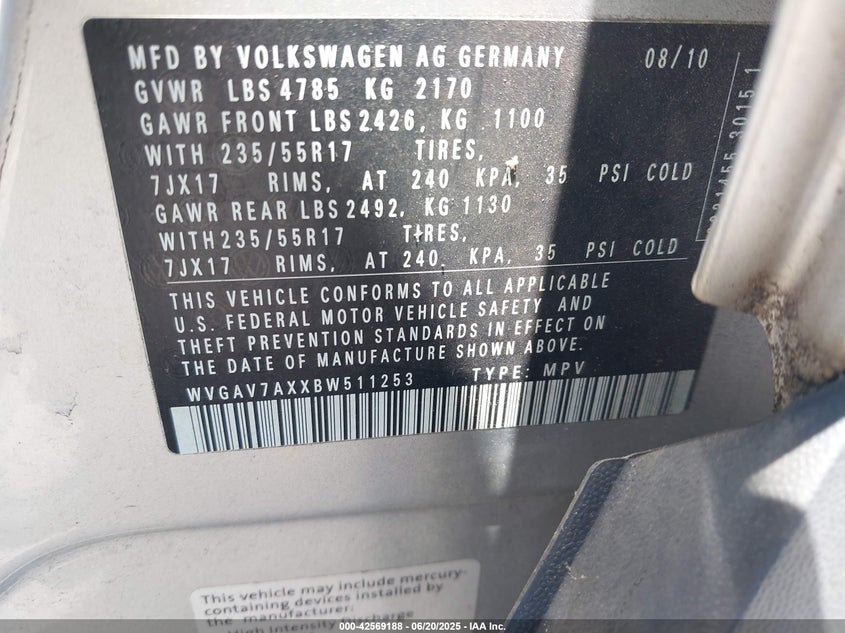 MFD BY VOLKSWAGEN AG GERMANY 08/10
GVWR LBS 4785 KG 2170
GAWR FRONT LBS 2426, KG 1100
WITH 235/55R17 TIRES,
7JX17 RIMS, AT 240 KPA, 35 PSI COLD
GAWR REAR LBS 2492, KG 1130
WITH 235/55R17 TIRES,
7JX17 RIMS, AT 240 KPA, 35 PSI COLD
THIS VEHICLE CONFORMS TO ALL APPLICABLE
U.S. FEDERAL MOTOR VEHICLE SAFETY AND
THEFT PREVENTION STANDARDS IN EFFECT ON
THE DATE OF MANUFACTURE SHOWN ABOVE.
WVGAV7AXXBW511253 TYPE: MPV
This vehicle may include mercury-
containing devices installed by
the manufacturer:
High Intensity Discharge
000-42569188 - 06/20/2025 - IAA Inc.